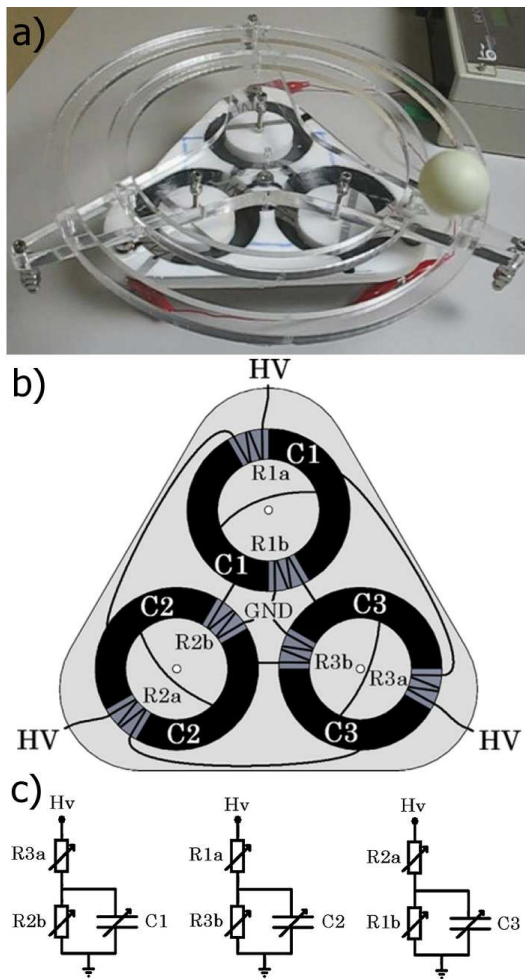 a)
b)
HV
C1
R1a
R1b
C1
C2
GND
C3
R2b
R3b
R2a
R3a
HV
C2
C3
HV
c)
Hv
Hv
Hv
R3a
R1a
R2a
R2b
C1
R3b
C2
R1b
C3